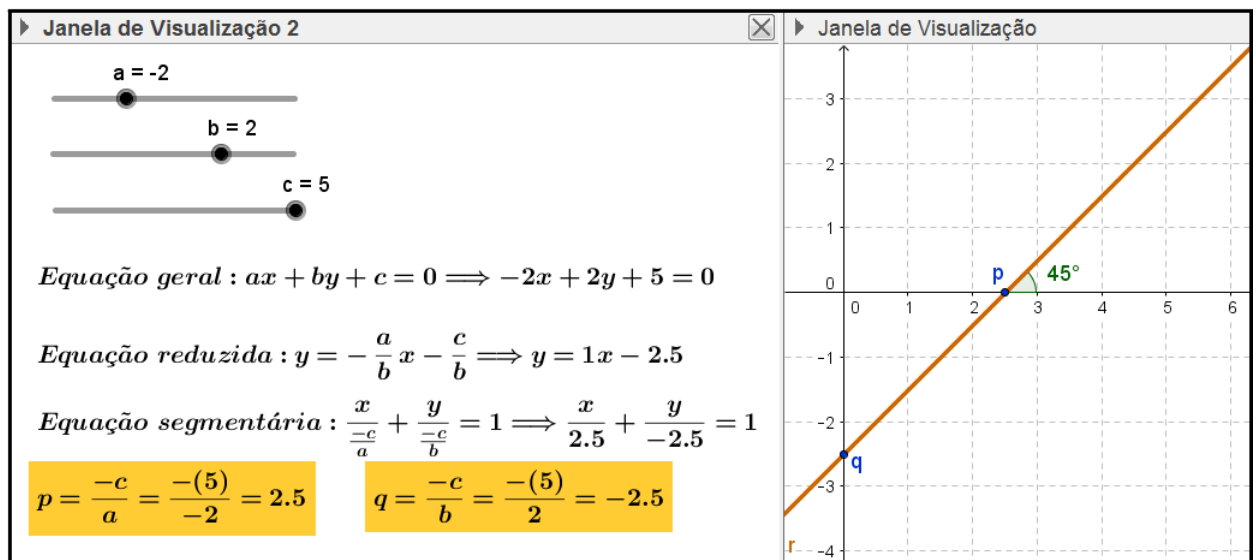 Janela de Visualização 2
a = -2
b = 2
c = 5
Equação geral : ax + by + c = 0 ⟹ −2x + 2y + 5 = 0
Equação reduzida : y = − a/b x − c/b ⟹ y = 1x − 2.5
Equação segmentária : x/(−c/a) + y/(−c/b) = 1 ⟹ x/2.5 + y/−2.5 = 1
p = −c/a = −(5)/−2 = 2.5
q = −c/b = −(5)/2 = −2.5
Janela de Visualização
3
2
1
0
p
45°
0 1 2 3 4 5 6
-1
-2
q
-3
r
-4